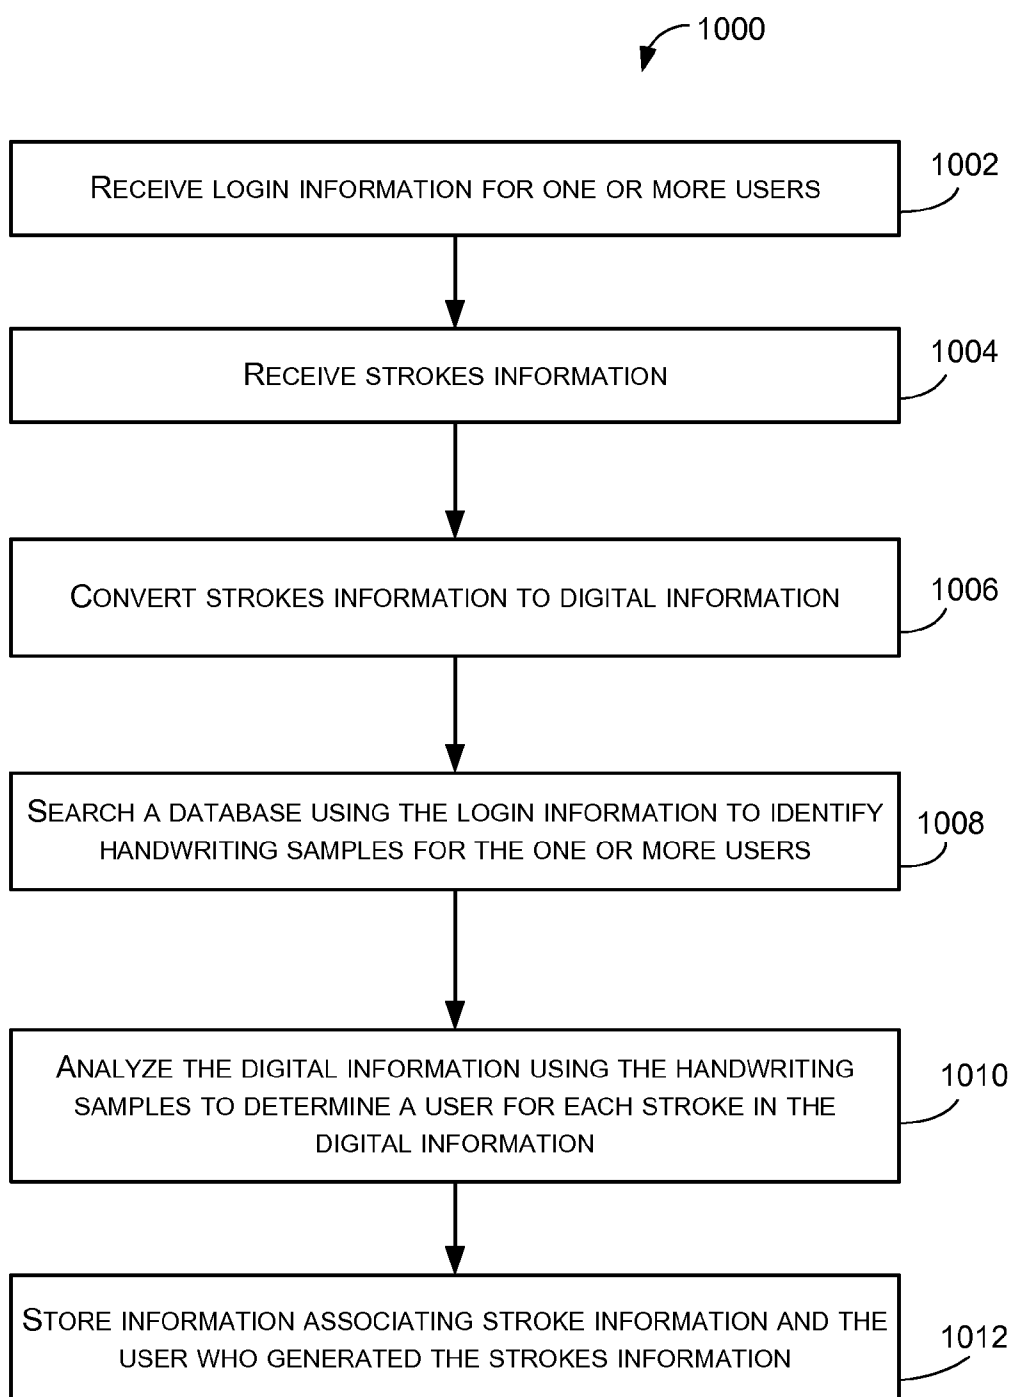 1000
RECEIVE LOGIN INFORMATION FOR ONE OR MORE USERS
1002
RECEIVE STROKES INFORMATION
1004
CONVERT STROKES INFORMATION TO DIGITAL INFORMATION
1006
SEARCH A DATABASE USING THE LOGIN INFORMATION TO IDENTIFY
HANDWRITING SAMPLES FOR THE ONE OR MORE USERS
1008
ANALYZE THE DIGITAL INFORMATION USING THE HANDWRITING
SAMPLES TO DETERMINE A USER FOR EACH STROKE IN THE
DIGITAL INFORMATION
1010
STORE INFORMATION ASSOCIATING STROKE INFORMATION AND THE
USER WHO GENERATED THE STROKES INFORMATION
1012